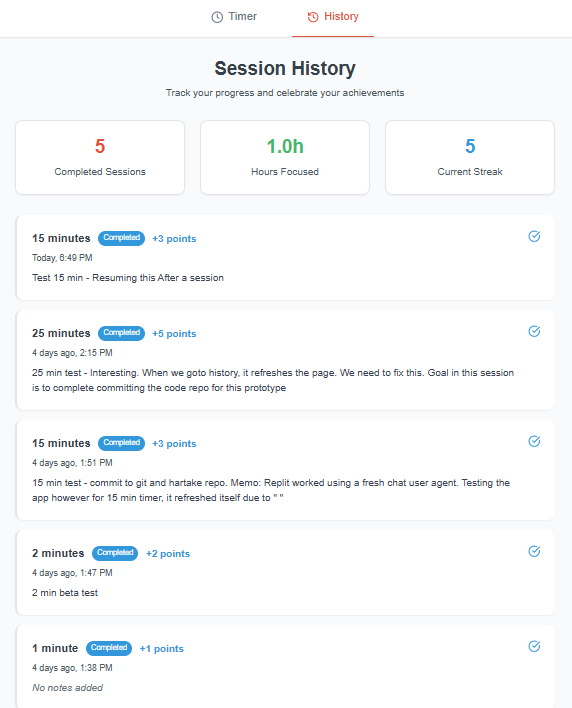 Timer
History
Session History
Track your progress and celebrate your achievements
5
Completed Sessions
1.0h
Hours Focused
5
Current Streak
15 minutes Completed +3 points
Today, 6:49 PM
Test 15 min - Resuming this After a session
25 minutes Completed +5 points
4 days ago, 2:15 PM
25 min test - Interesting. When we goto history, it refreshes the page. We need to fix this. Goal in this session
is to complete committing the code repo for this prototype
15 minutes Completed +3 points
4 days ago, 1:51 PM
15 min test - commit to git and hartake repo. Memo: Replit worked using a fresh chat user agent. Testing the
app however for 15 min timer, it refreshed itself due to " "
2 minutes Completed +2 points
4 days ago, 1:47 PM
2 min beta test
1 minute Completed +1 points
4 days ago, 1:38 PM
No notes added